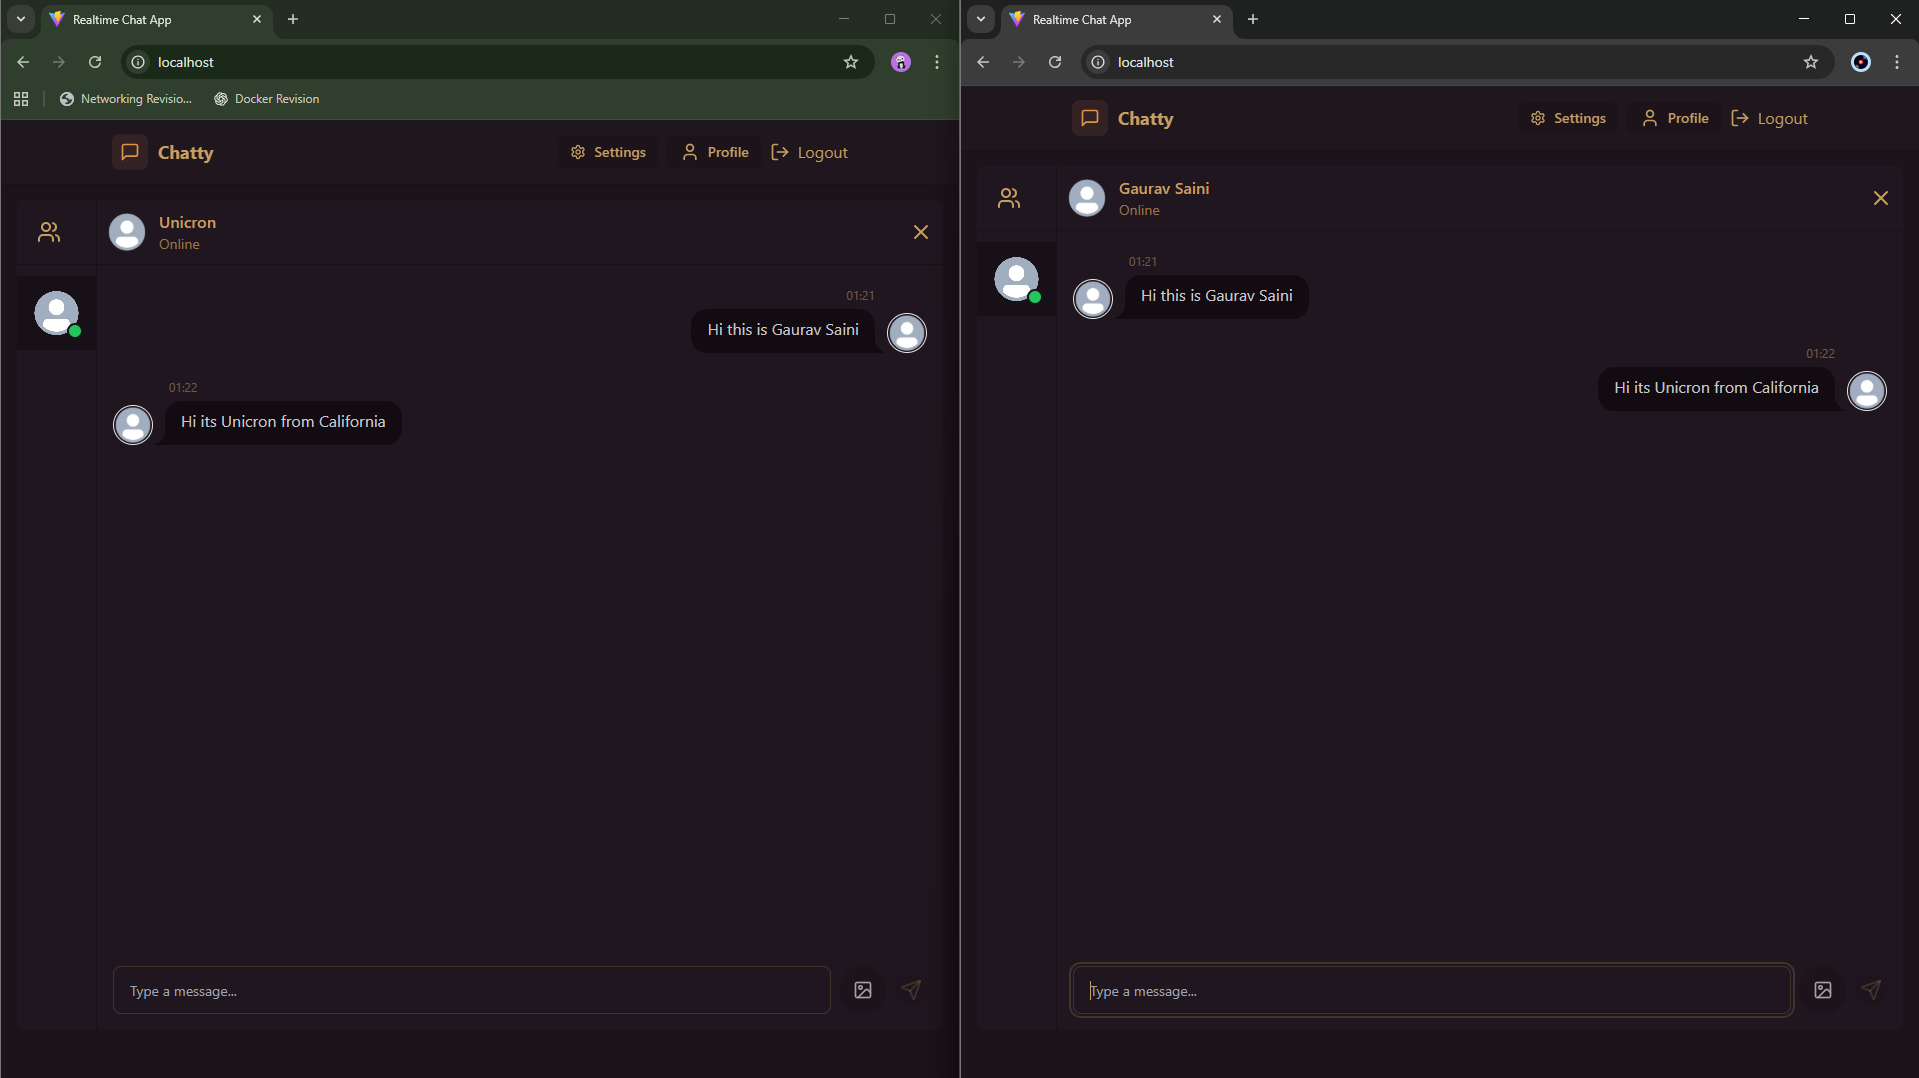 Realtime Chat App
localhost
Networking Revisio...
Docker Revision
Chatty
Settings
Profile
Logout
Unicron
Online
01:21
Hi this is Gaurav Saini
01:22
Hi its Unicron from California
Type a message...
Realtime Chat App
localhost
Chatty
Settings
Profile
Logout
Gaurav Saini
Online
01:21
Hi this is Gaurav Saini
01:22
Hi its Unicron from California
Type a message...